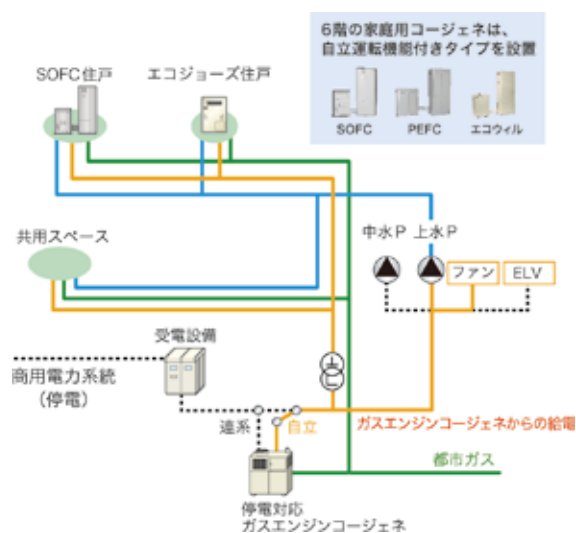 6階の家庭用コージェネは、
自立運転機能付きタイプを設置
SOFC PEFC エコウィル
SOFC住戸 エコジョーズ住戸
共用スペース
中水P 上水P
ファン ELV
受電設備
商用電力系統
(停電)
連系 自立
ガスエンジンコージェネからの給電
都市ガス
停電対応
ガスエンジンコージェネ